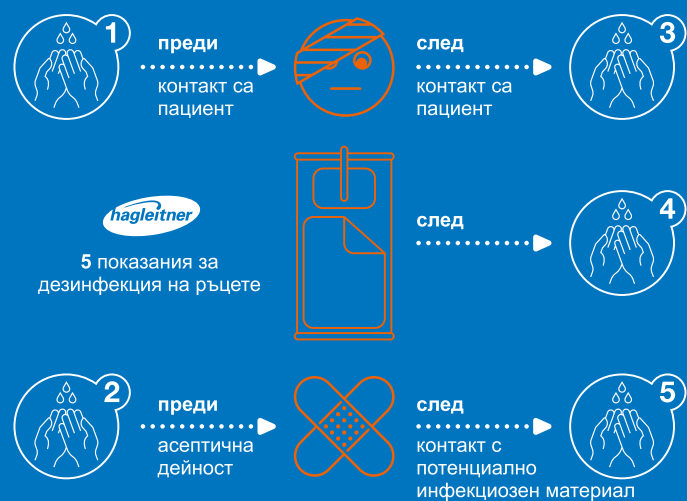 1
преди
контакт са
пациент
след
контакт са
пациент
3
hagleitner
5 показания за
дезинфекция на ръцете
след
4
2
преди
асептична
дейност
след
контакт с
потенциално
инфекциозен материал
5